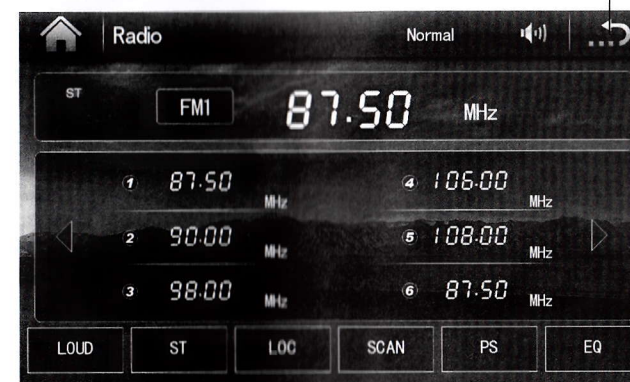 Radio Normal
ST FM1 87.50 MHz
1 87.50 MHz 4 106.00 MHz
2 90.00 MHz 5 108.00 MHz
3 98.00 MHz 6 87.50 MHz
LOUD ST LOC SCAN PS EQ